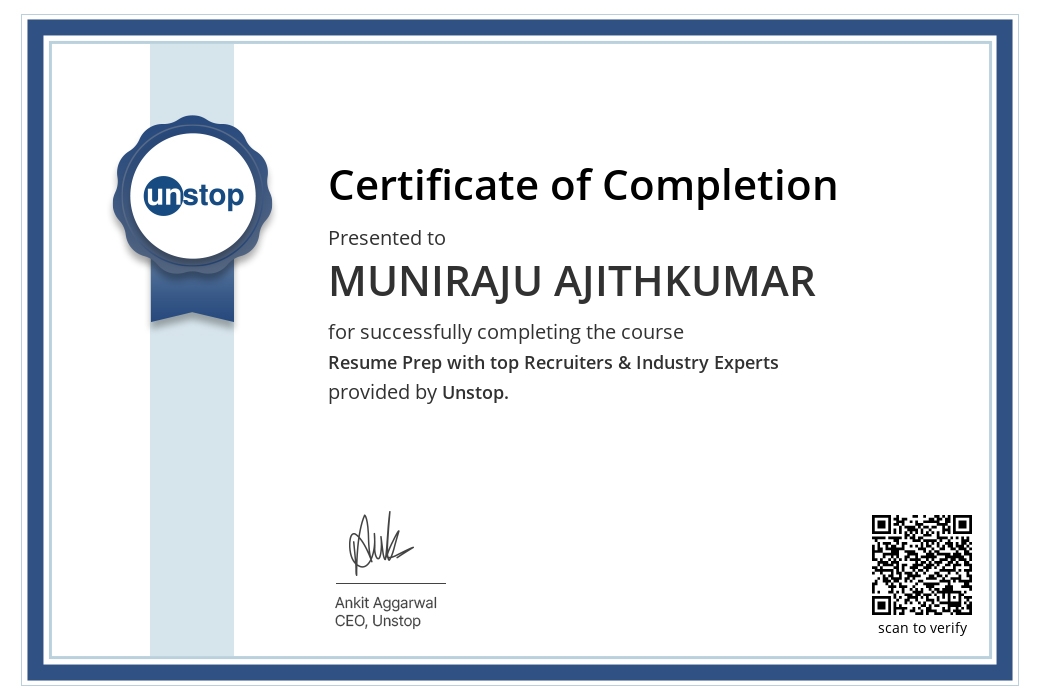 unstop
Certificate of Completion
Presented to
MUNIRAJU AJITHKUMAR
for successfully completing the course
Resume Prep with top Recruiters & Industry Experts
provided by Unstop.
Ankit Aggarwal
CEO, Unstop
scan to verify